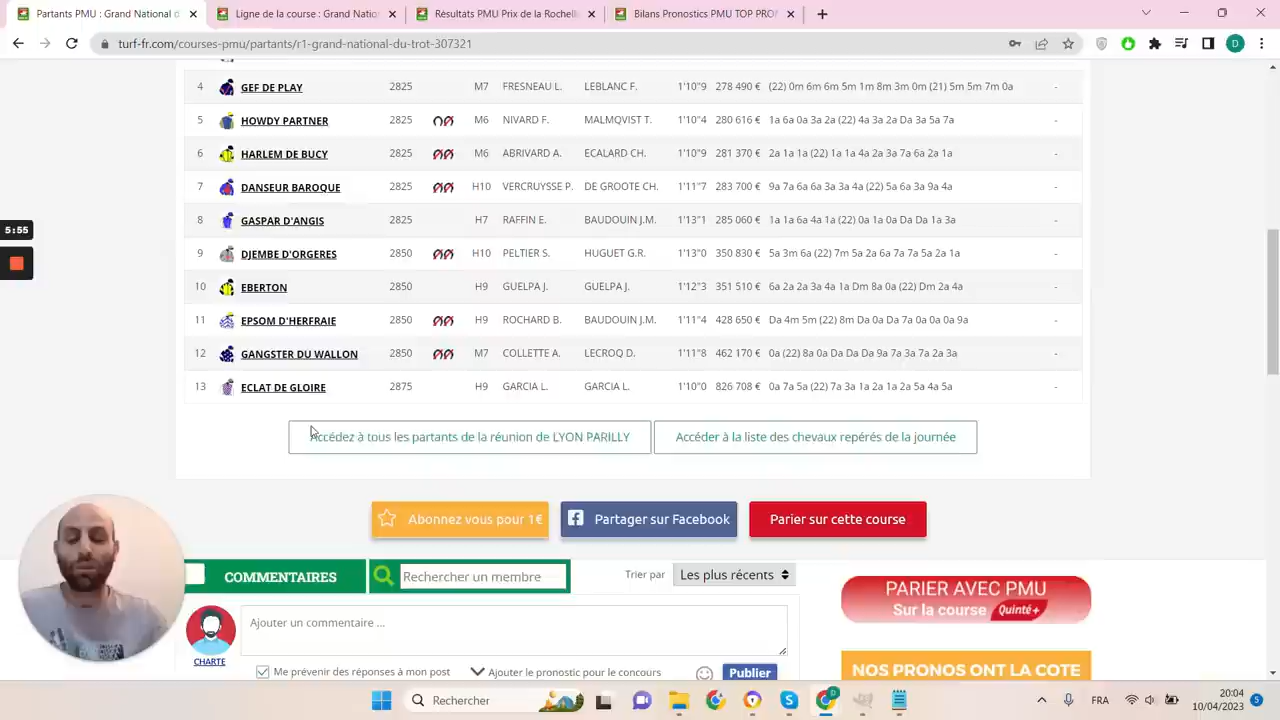 Partants PMU : Grand National d
Ligne de la course : Grand Nati
Résultats PMU Prix de la Rochell
Bilans Pronostics PMU TOP PROF
turf-fr.com/courses-pmu/partants/r1-grand-national-du-trot-307321
4 GEF DE PLAY 2825 M7 FRESNEAU L. LEBLANC F. 1'10"9 278 490 € (22) 0m 6m 6m 5m 1m 8m 3m 0m (21) 5m 5m 7m 0a -
5 HOWDY PARTNER 2825 M6 NIVARD F. MALMQVIST T. 1'10"4 280 616 € 1a 6a 0a 3a 2a (22) 4a 3a 2a Da 3a 5a 7a -
6 HARLEM DE BUCY 2825 M6 ABRIVARD A. ECALARD CH. 1'10"9 281 370 € 2a 1a 1a (22) 1a 1a 4a 2a 3a 7a 6a 2a 1a -
7 DANSEUR BAROQUE 2825 H10 VERCRUYSSE P. DE GROOTE CH. 1'11"7 283 700 € 9a 7a 6a 6a 3a 3a 4a (22) 5a 6a 3a 9a 4a -
8 GASPAR D'ANGIS 2825 H7 RAFFIN E. BAUDOUIN J.M. 1'13"1 285 060 € 1a 1a 6a 4a 1a (22) 0a 1a 0a Da Da 1a 3a -
9 DJEMBE D'ORGERES 2850 H10 PELTIER S. HUGUET G.R. 1'13"0 350 830 € 5a 3m 6a (22) 7m 5a 2a 6a 7a 7a 5a 2a 1a -
10 EBERTON 2850 H9 GUELPA J. GUELPA J. 1'12"3 351 510 € 6a 2a 2a 3a 4a 1a Dm 8a 0a (22) Dm 2a 4a -
11 EPSOM D'HERFRAIE 2850 H9 ROCHARD B. BAUDOUIN J.M. 1'11"4 428 650 € Da 4m 5m (22) 8m Da 0a Da 7a 0a 0a 0a 9a -
12 GANGSTER DU WALLON 2850 M7 COLLETTE A. LECROQ D. 1'11"8 462 170 € 0a (22) 8a 0a Da Da Da 9a 7a 3a 7a 2a 3a -
13 ECLAT DE GLOIRE 2875 H9 GARCIA L. GARCIA L. 1'10"0 826 708 € 0a 7a 5a (22) 7a 3a 1a 2a 1a 2a 5a 4a 5a -
5:55
Accédez à tous les partants de la réunion de LYON PARILLY
Accéder à la liste des chevaux repérés de la journée
Abonnez vous pour 1€
Partager sur Facebook
Parier sur cette course
COMMENTAIRES
Rechercher un membre
Trier par Les plus récents
Ajouter un commentaire ...
CHARTE
Me prévenir des réponses à mon post
Ajouter le pronostic pour le concours
Publier
PARIER AVEC PMU
Sur la course Quinté+
NOS PRONOS ONT LA COTE
Rechercher
FRA
20:04
10/04/2023
5